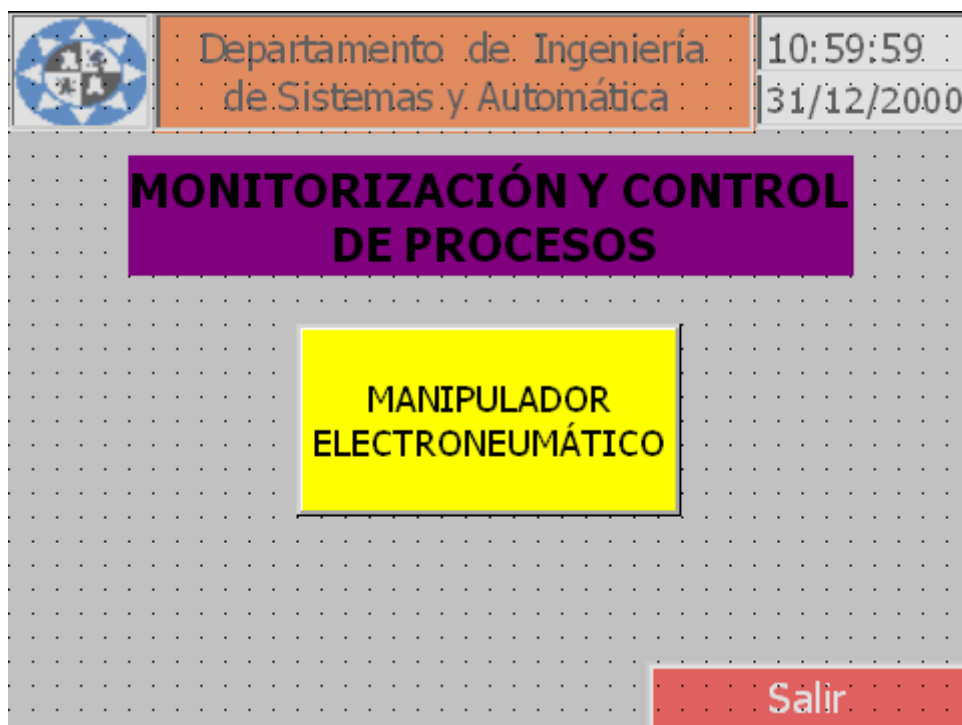 Departamento de Ingeniería
de Sistemas y Automática
10:59:59
31/12/2000
MONITORIZACIÓN Y CONTROL
DE PROCESOS
MANIPULADOR
ELECTRONEUMÁTICO
Salir